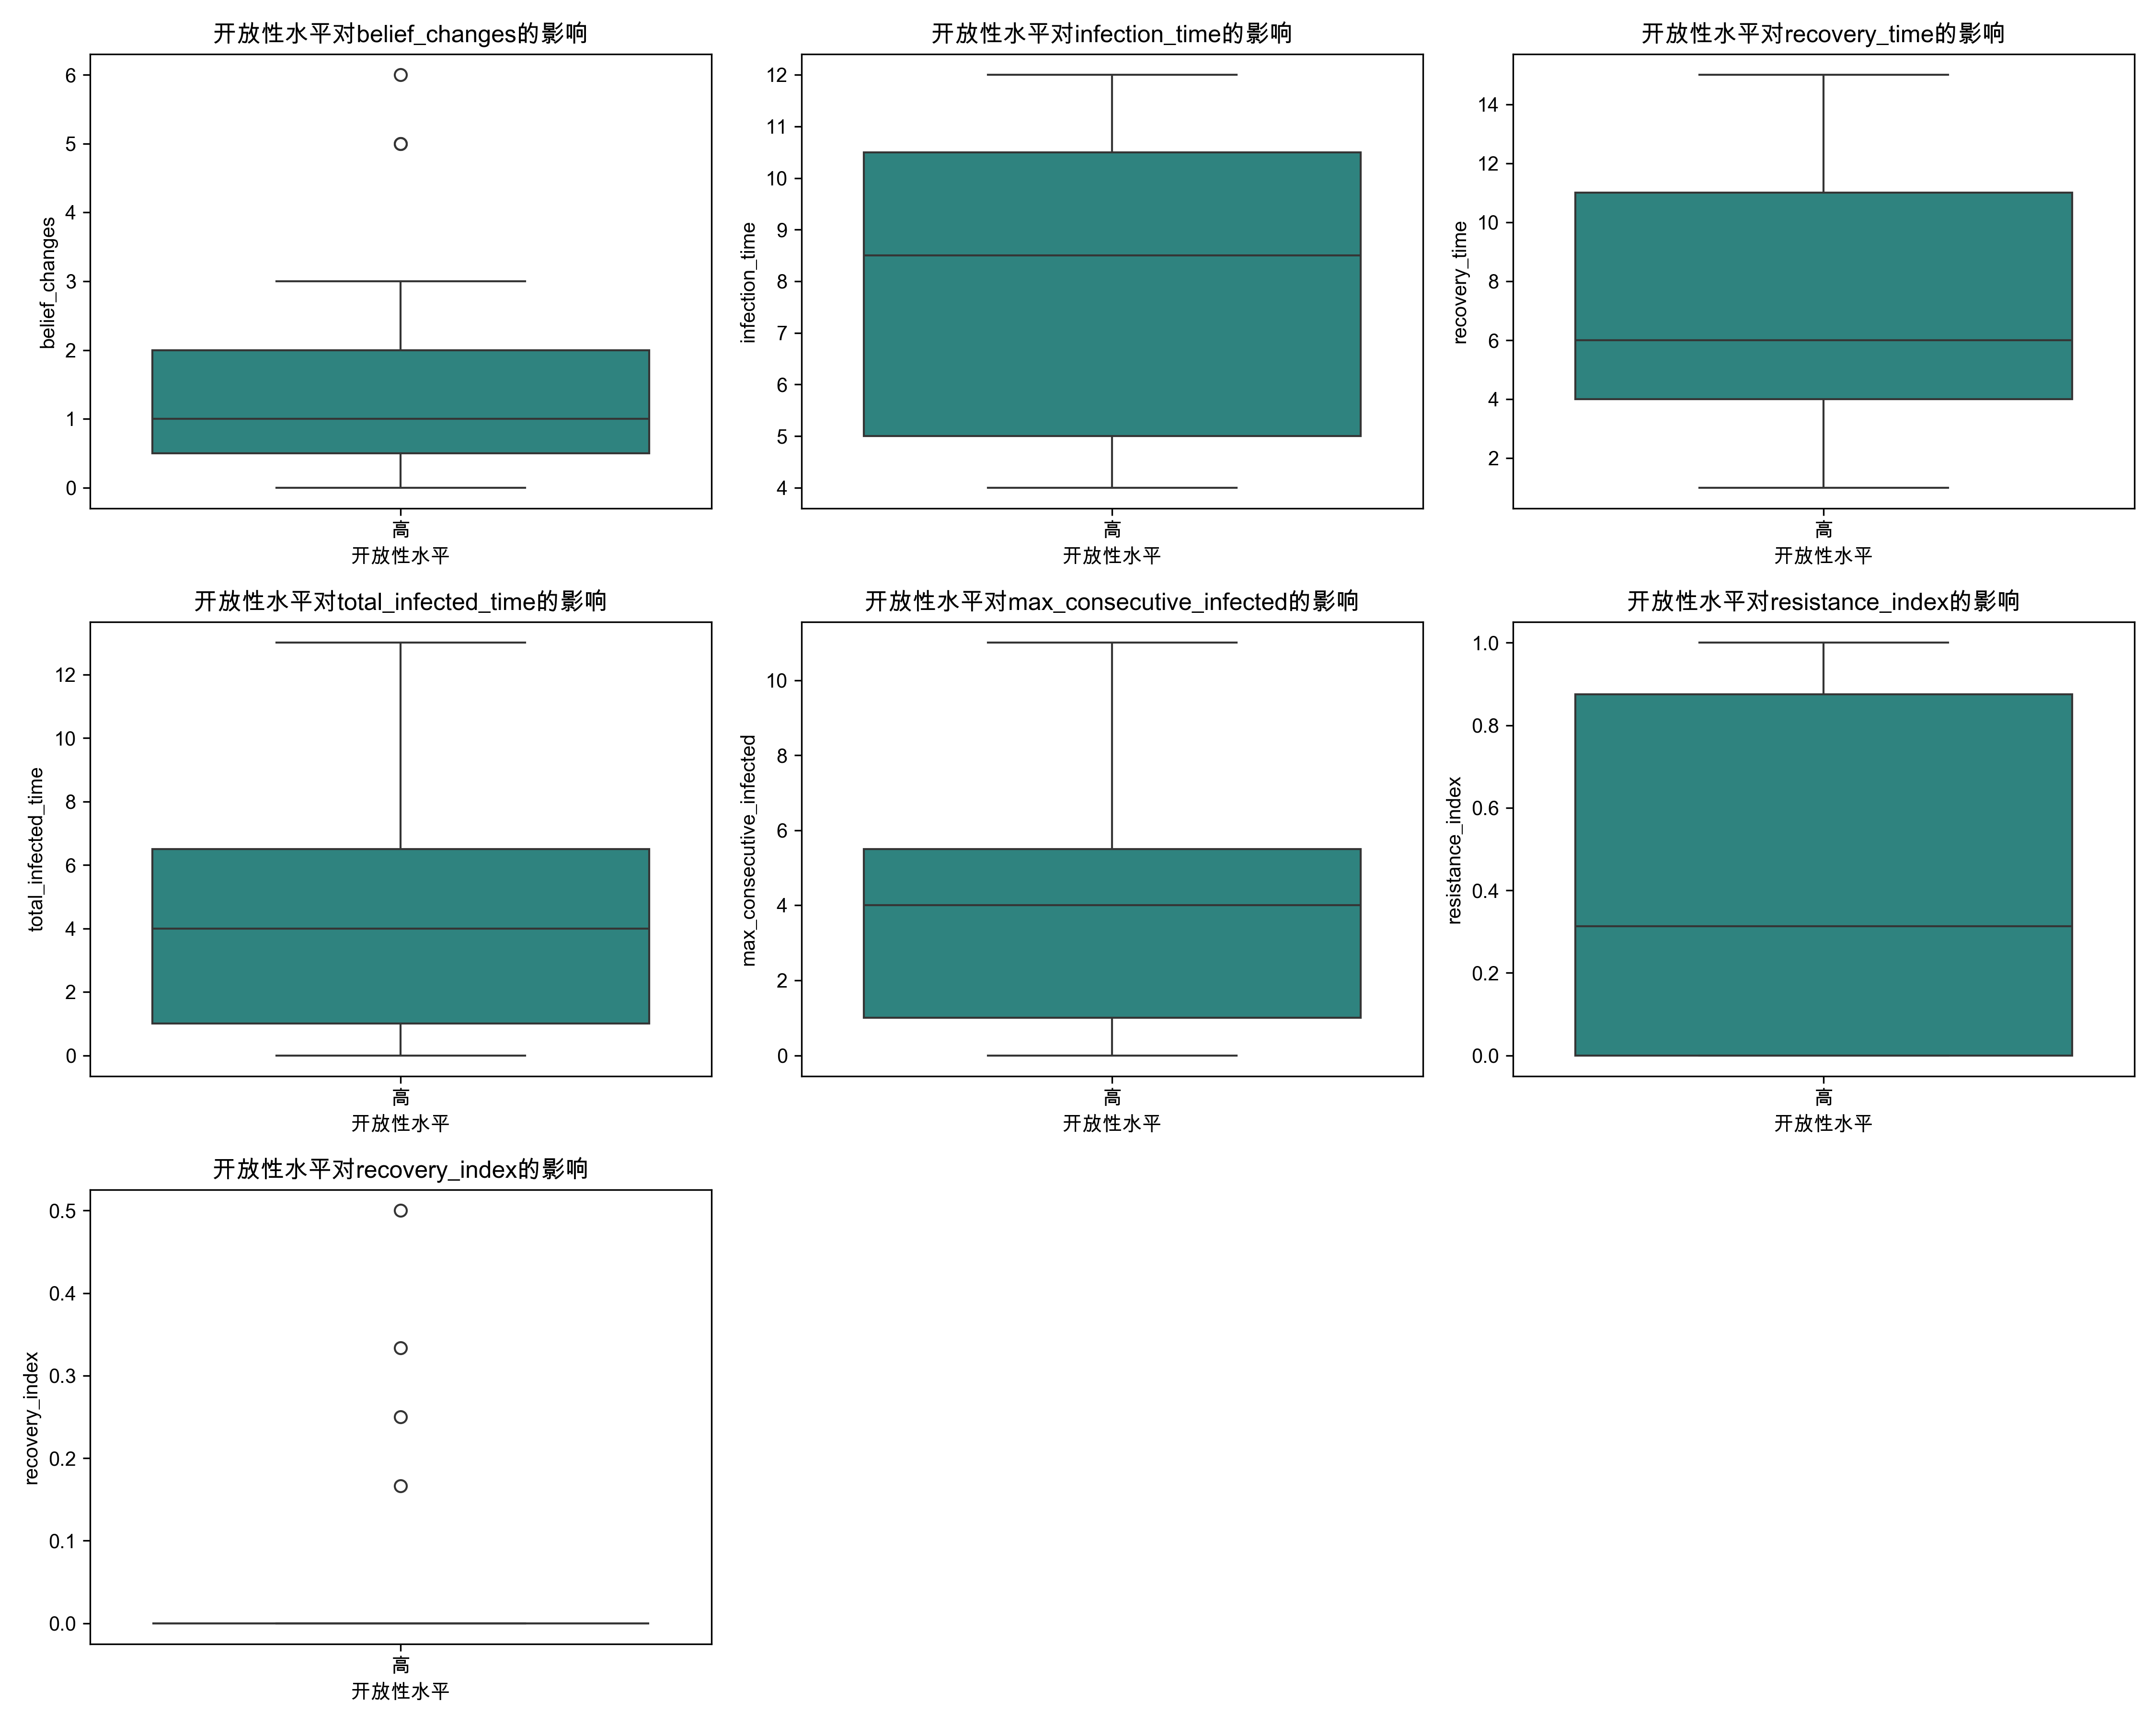 开放性水平对belief_changes的影响
6
5
4
3
2
1
0
belief_changes
高
开放性水平
开放性水平对infection_time的影响
12
11
10
9
8
7
6
5
4
infection_time
高
开放性水平
开放性水平对recovery_time的影响
14
12
10
8
6
4
2
recovery_time
高
开放性水平
开放性水平对total_infected_time的影响
12
10
8
6
4
2
0
total_infected_time
高
开放性水平
开放性水平对max_consecutive_infected的影响
10
8
6
4
2
0
max_consecutive_infected
高
开放性水平
开放性水平对resistance_index的影响
1.0
0.8
0.6
0.4
0.2
0.0
resistance_index
高
开放性水平
开放性水平对recovery_index的影响
0.5
0.4
0.3
0.2
0.1
0.0
recovery_index
高
开放性水平